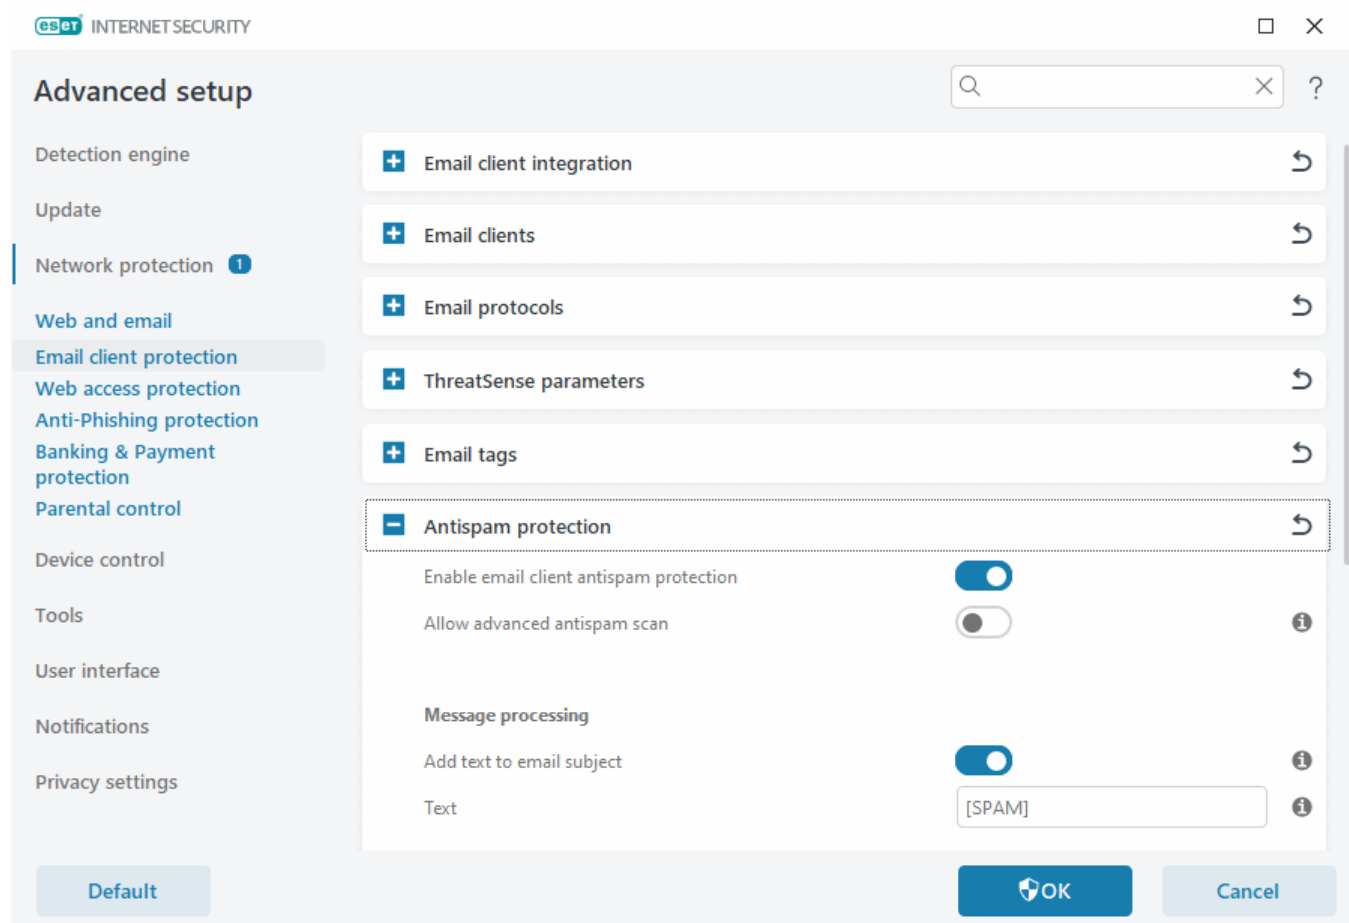 eset INTERNET SECURITY
Advanced setup
?
Detection engine
Update
Network protection 1
Web and email
Email client protection
Web access protection
Anti-Phishing protection
Banking & Payment
protection
Parental control
Device control
Tools
User interface
Notifications
Privacy settings
Email client integration
Email clients
Email protocols
ThreatSense parameters
Email tags
Antispam protection
Enable email client antispam protection
Allow advanced antispam scan
Message processing
Add text to email subject
Text [SPAM]
Default
OK
Cancel